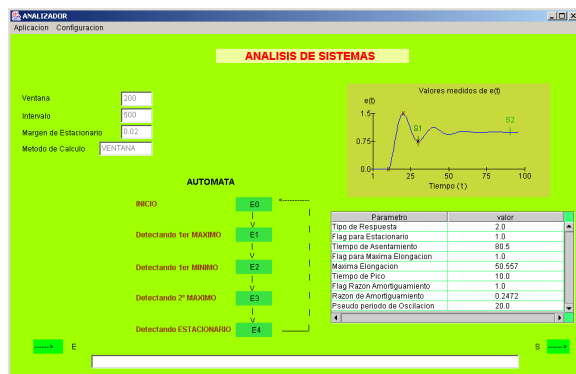 ANALIZADOR
Aplicacion Configuracion
ANALISIS DE SISTEMAS
Ventana 200
Intervalo 500
Margen de Estacionario 0.02
Metodo de Calculo VENTANA
Valores medidos de e(t)
e(t)
1.5
0.75
0.0
S1
S2
1 25 50 75 100
Tiempo ( t )
AUTOMATA
INICIO E0 <-----------
|
V
Detectando 1er MAXIMO E1
|
V
Detectando 1er MINIMO E2
|
V
Detectando 2º MAXIMO E3
|
V
Detectando ESTACIONARIO E4
Parametro valor
Tipo de Respuesta 2.0
Flag para Estacionario 1.0
Tiempo de Asentamiento 80.5
Flag para Maxima Elongacion 1.0
Maxima Elongacion 50.557
Tiempo de Pico 10.0
Flag Razon Amortiguamiento 1.0
Razon de Amortiguamiento 0.2472
Pseudo periodo de Oscilacion 20.0
-----> E
S ----->